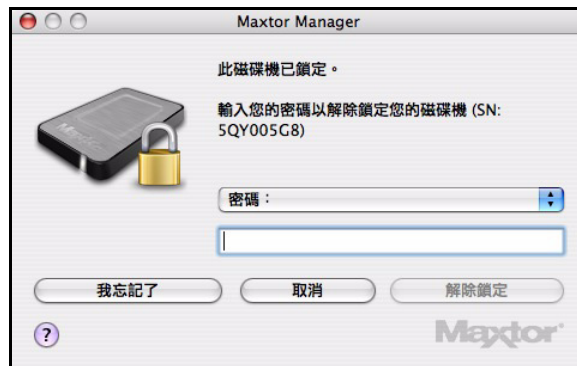 Maxtor Manager
此磁碟機已鎖定。
輸入您的密碼以解除鎖定您的磁碟機 (SN:
5QY005G8)
Maxtor
密碼：
我忘記了
取消
解除鎖定
?
Maxtor